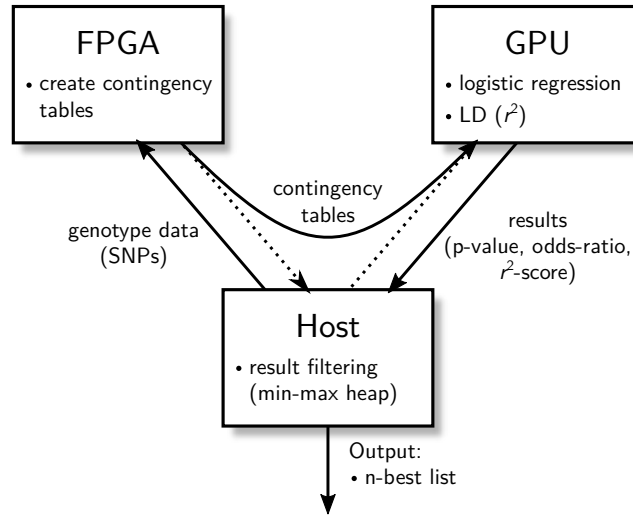 FPGA
• create contingency
tables
GPU
• logistic regression
• LD (r²)
contingency
tables
genotype data
(SNPs)
results
(p-value, odds-ratio,
r²-score)
Host
• result filtering
(min-max heap)
Output:
• n-best list